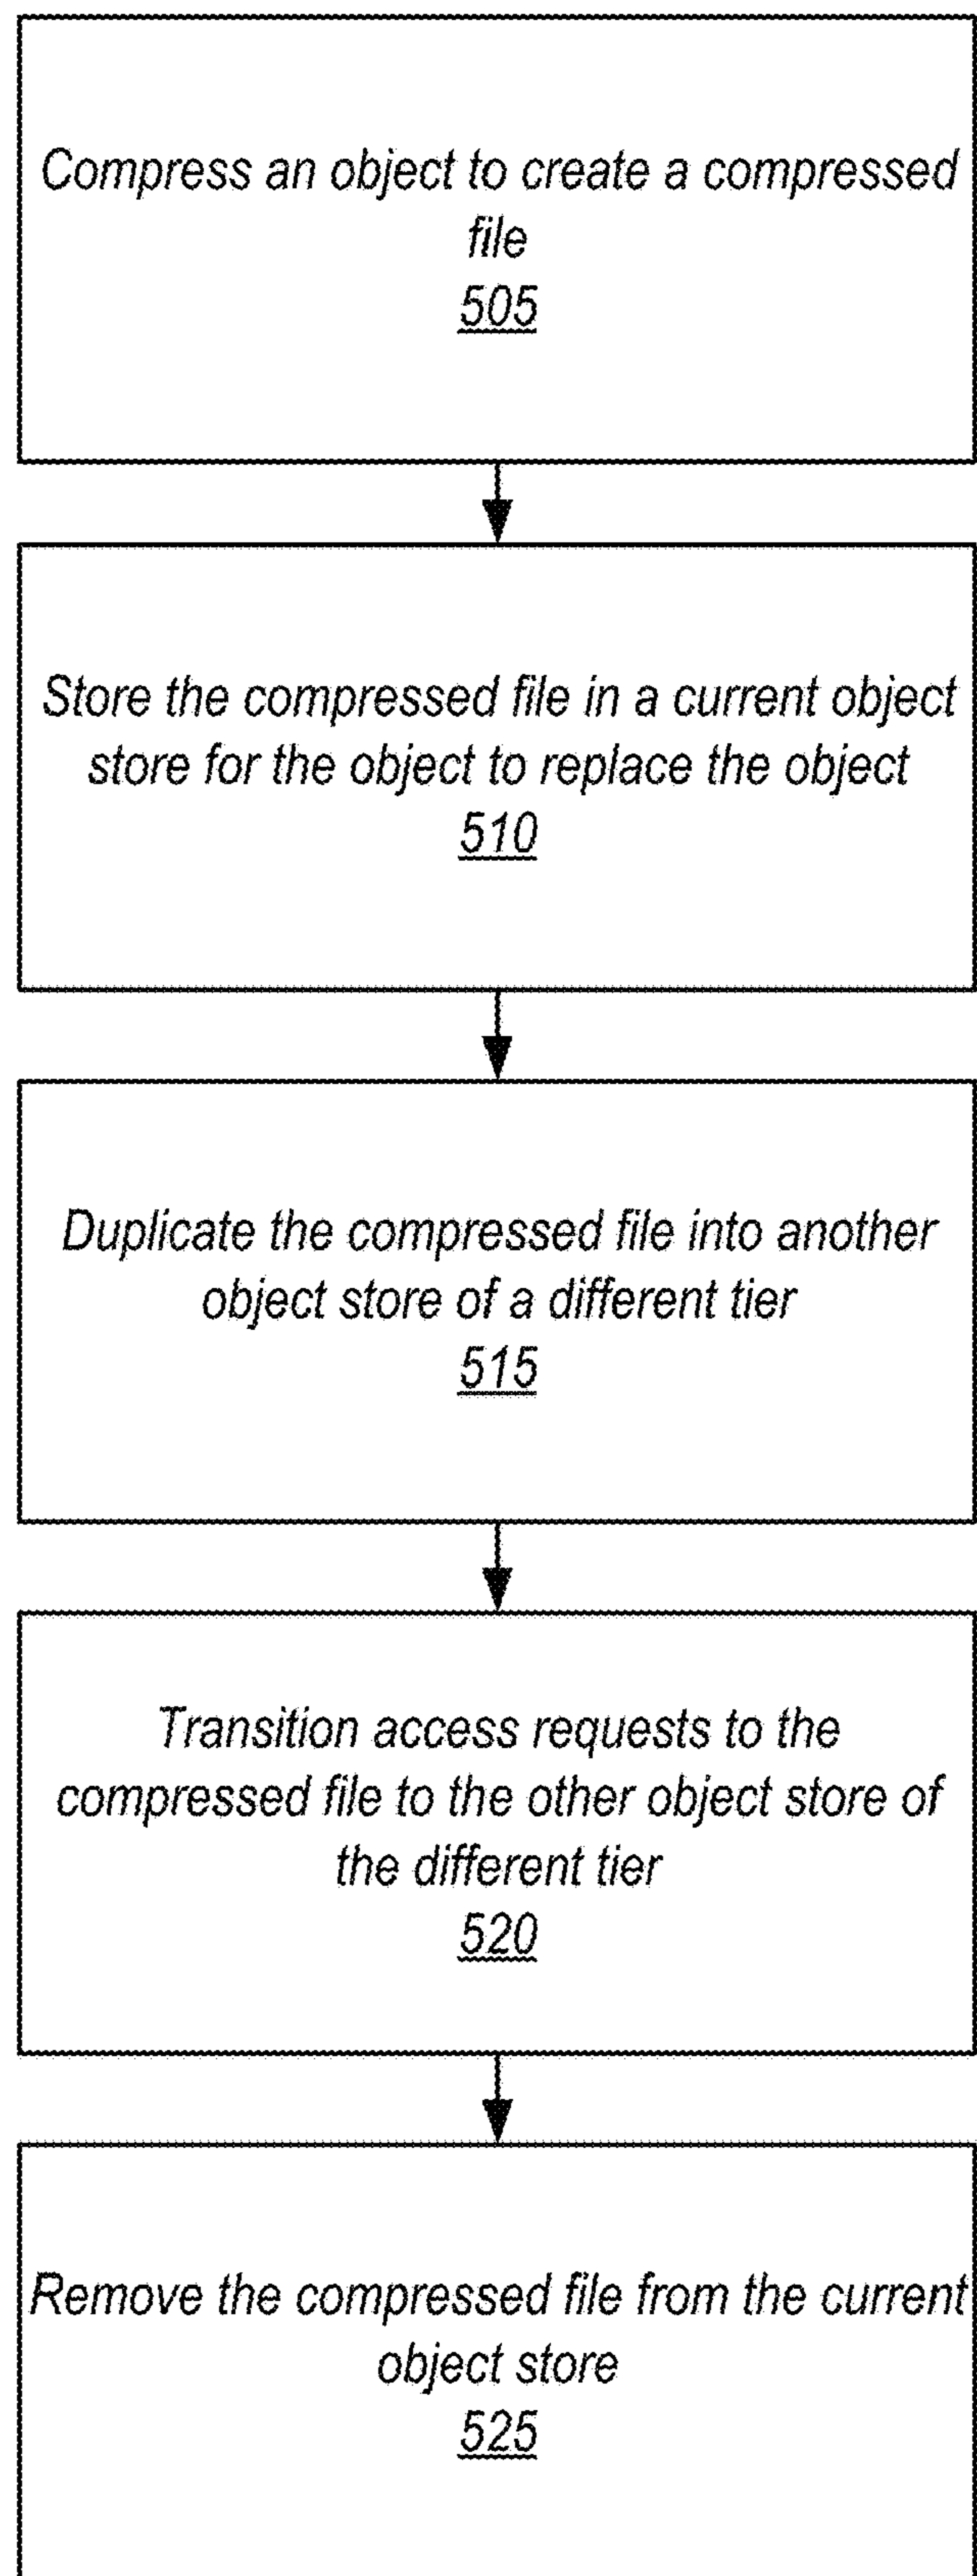 Compress an object to create a compressed
file
505
Store the compressed file in a current object
store for the object to replace the object
510
Duplicate the compressed file into another
object store of a different tier
515
Transition access requests to the
compressed file to the other object store of
the different tier
520
Remove the compressed file from the current
object store
525